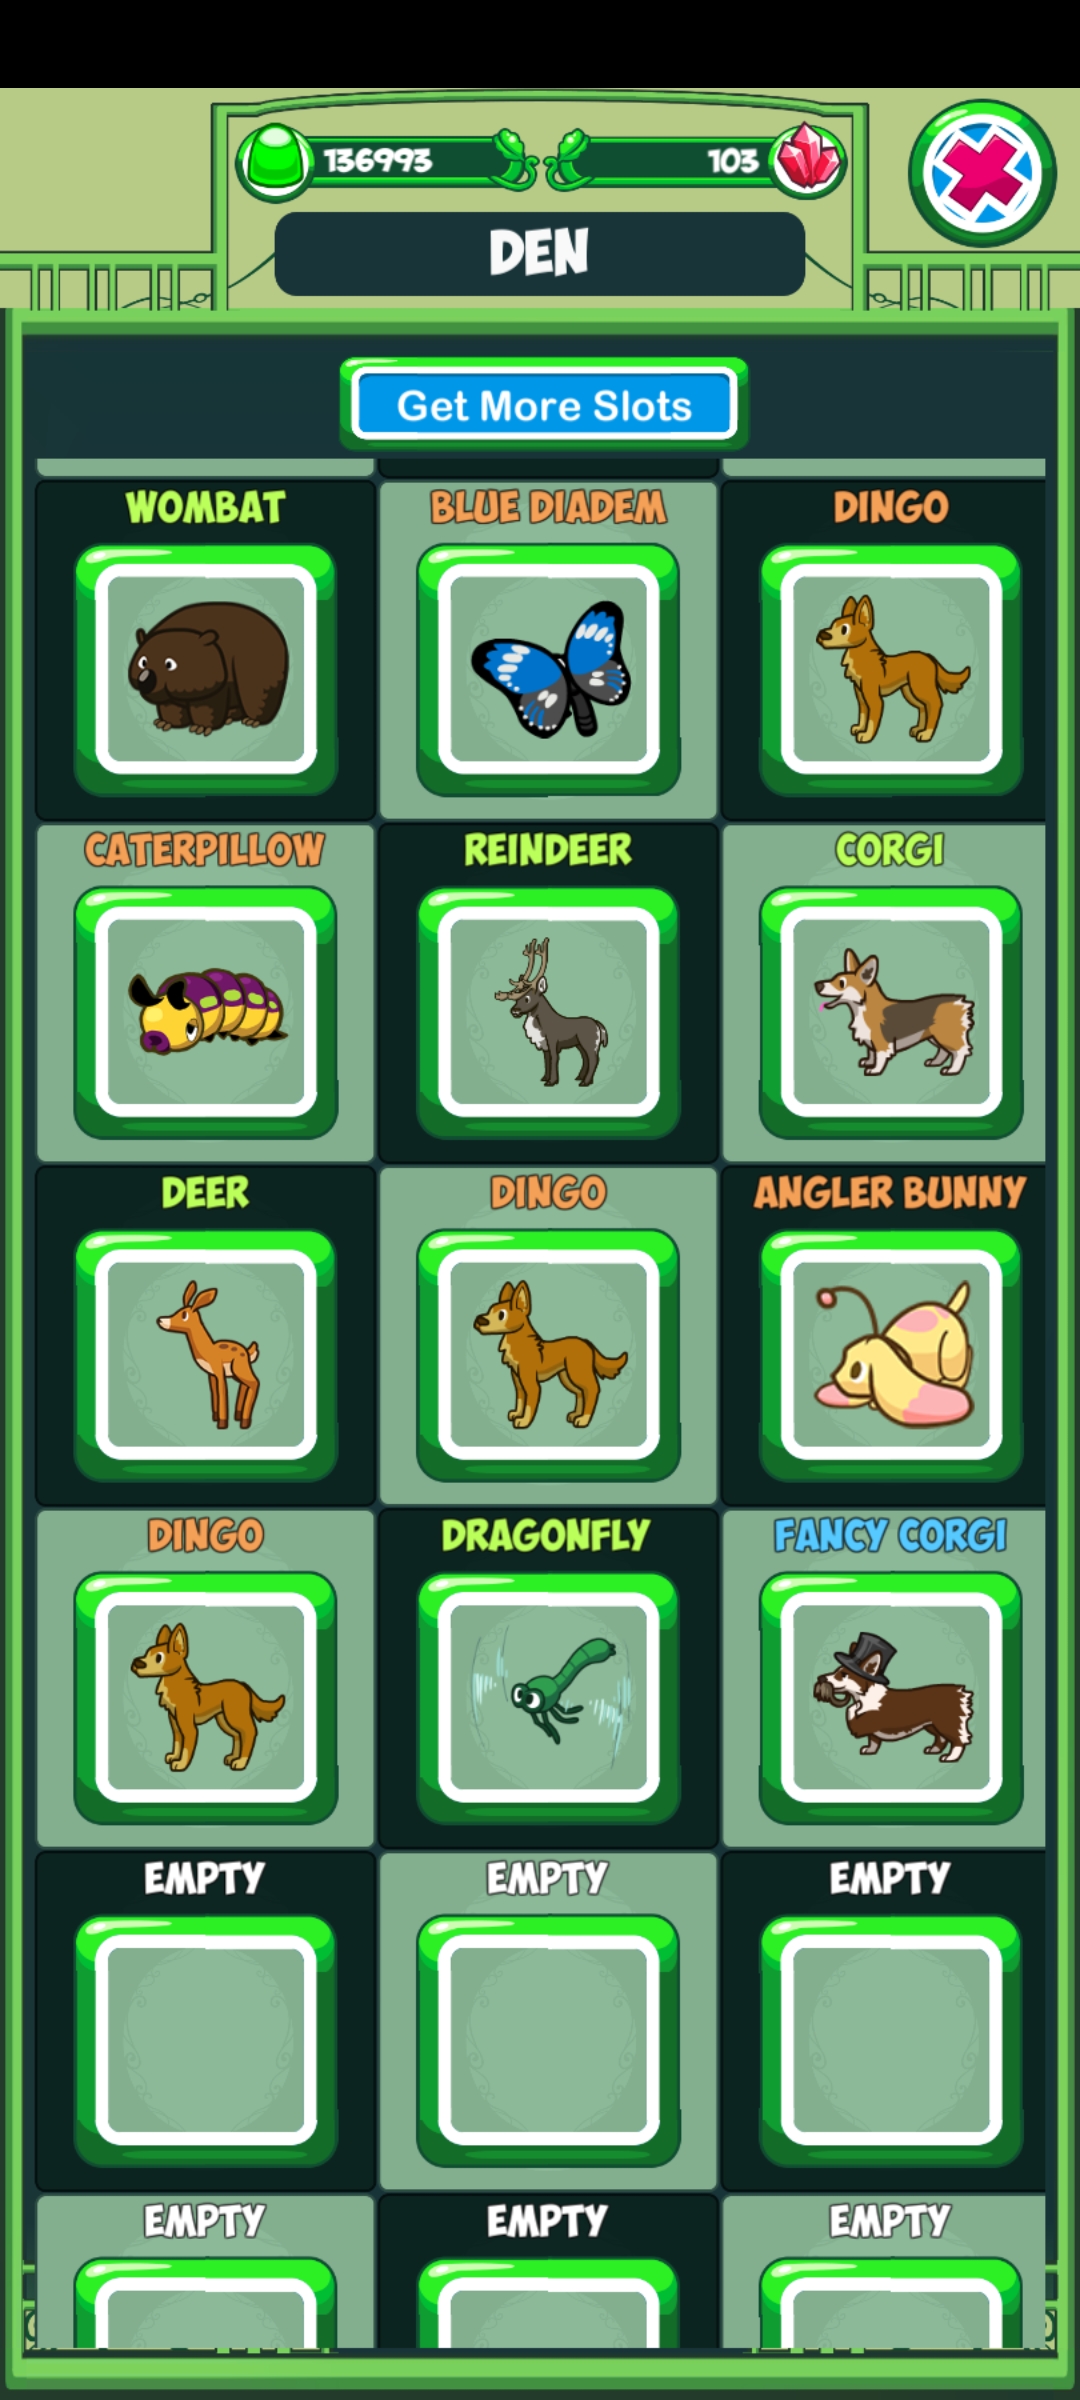 136993
103
DEN
Get More Slots
WOMBAT
BLUE DIADEM
DINGO
CATERPILLOW
REINDEER
CORGI
DEER
DINGO
ANGLER BUNNY
DINGO
DRAGONFLY
FANCY CORGI
EMPTY
EMPTY
EMPTY
EMPTY
EMPTY
EMPTY